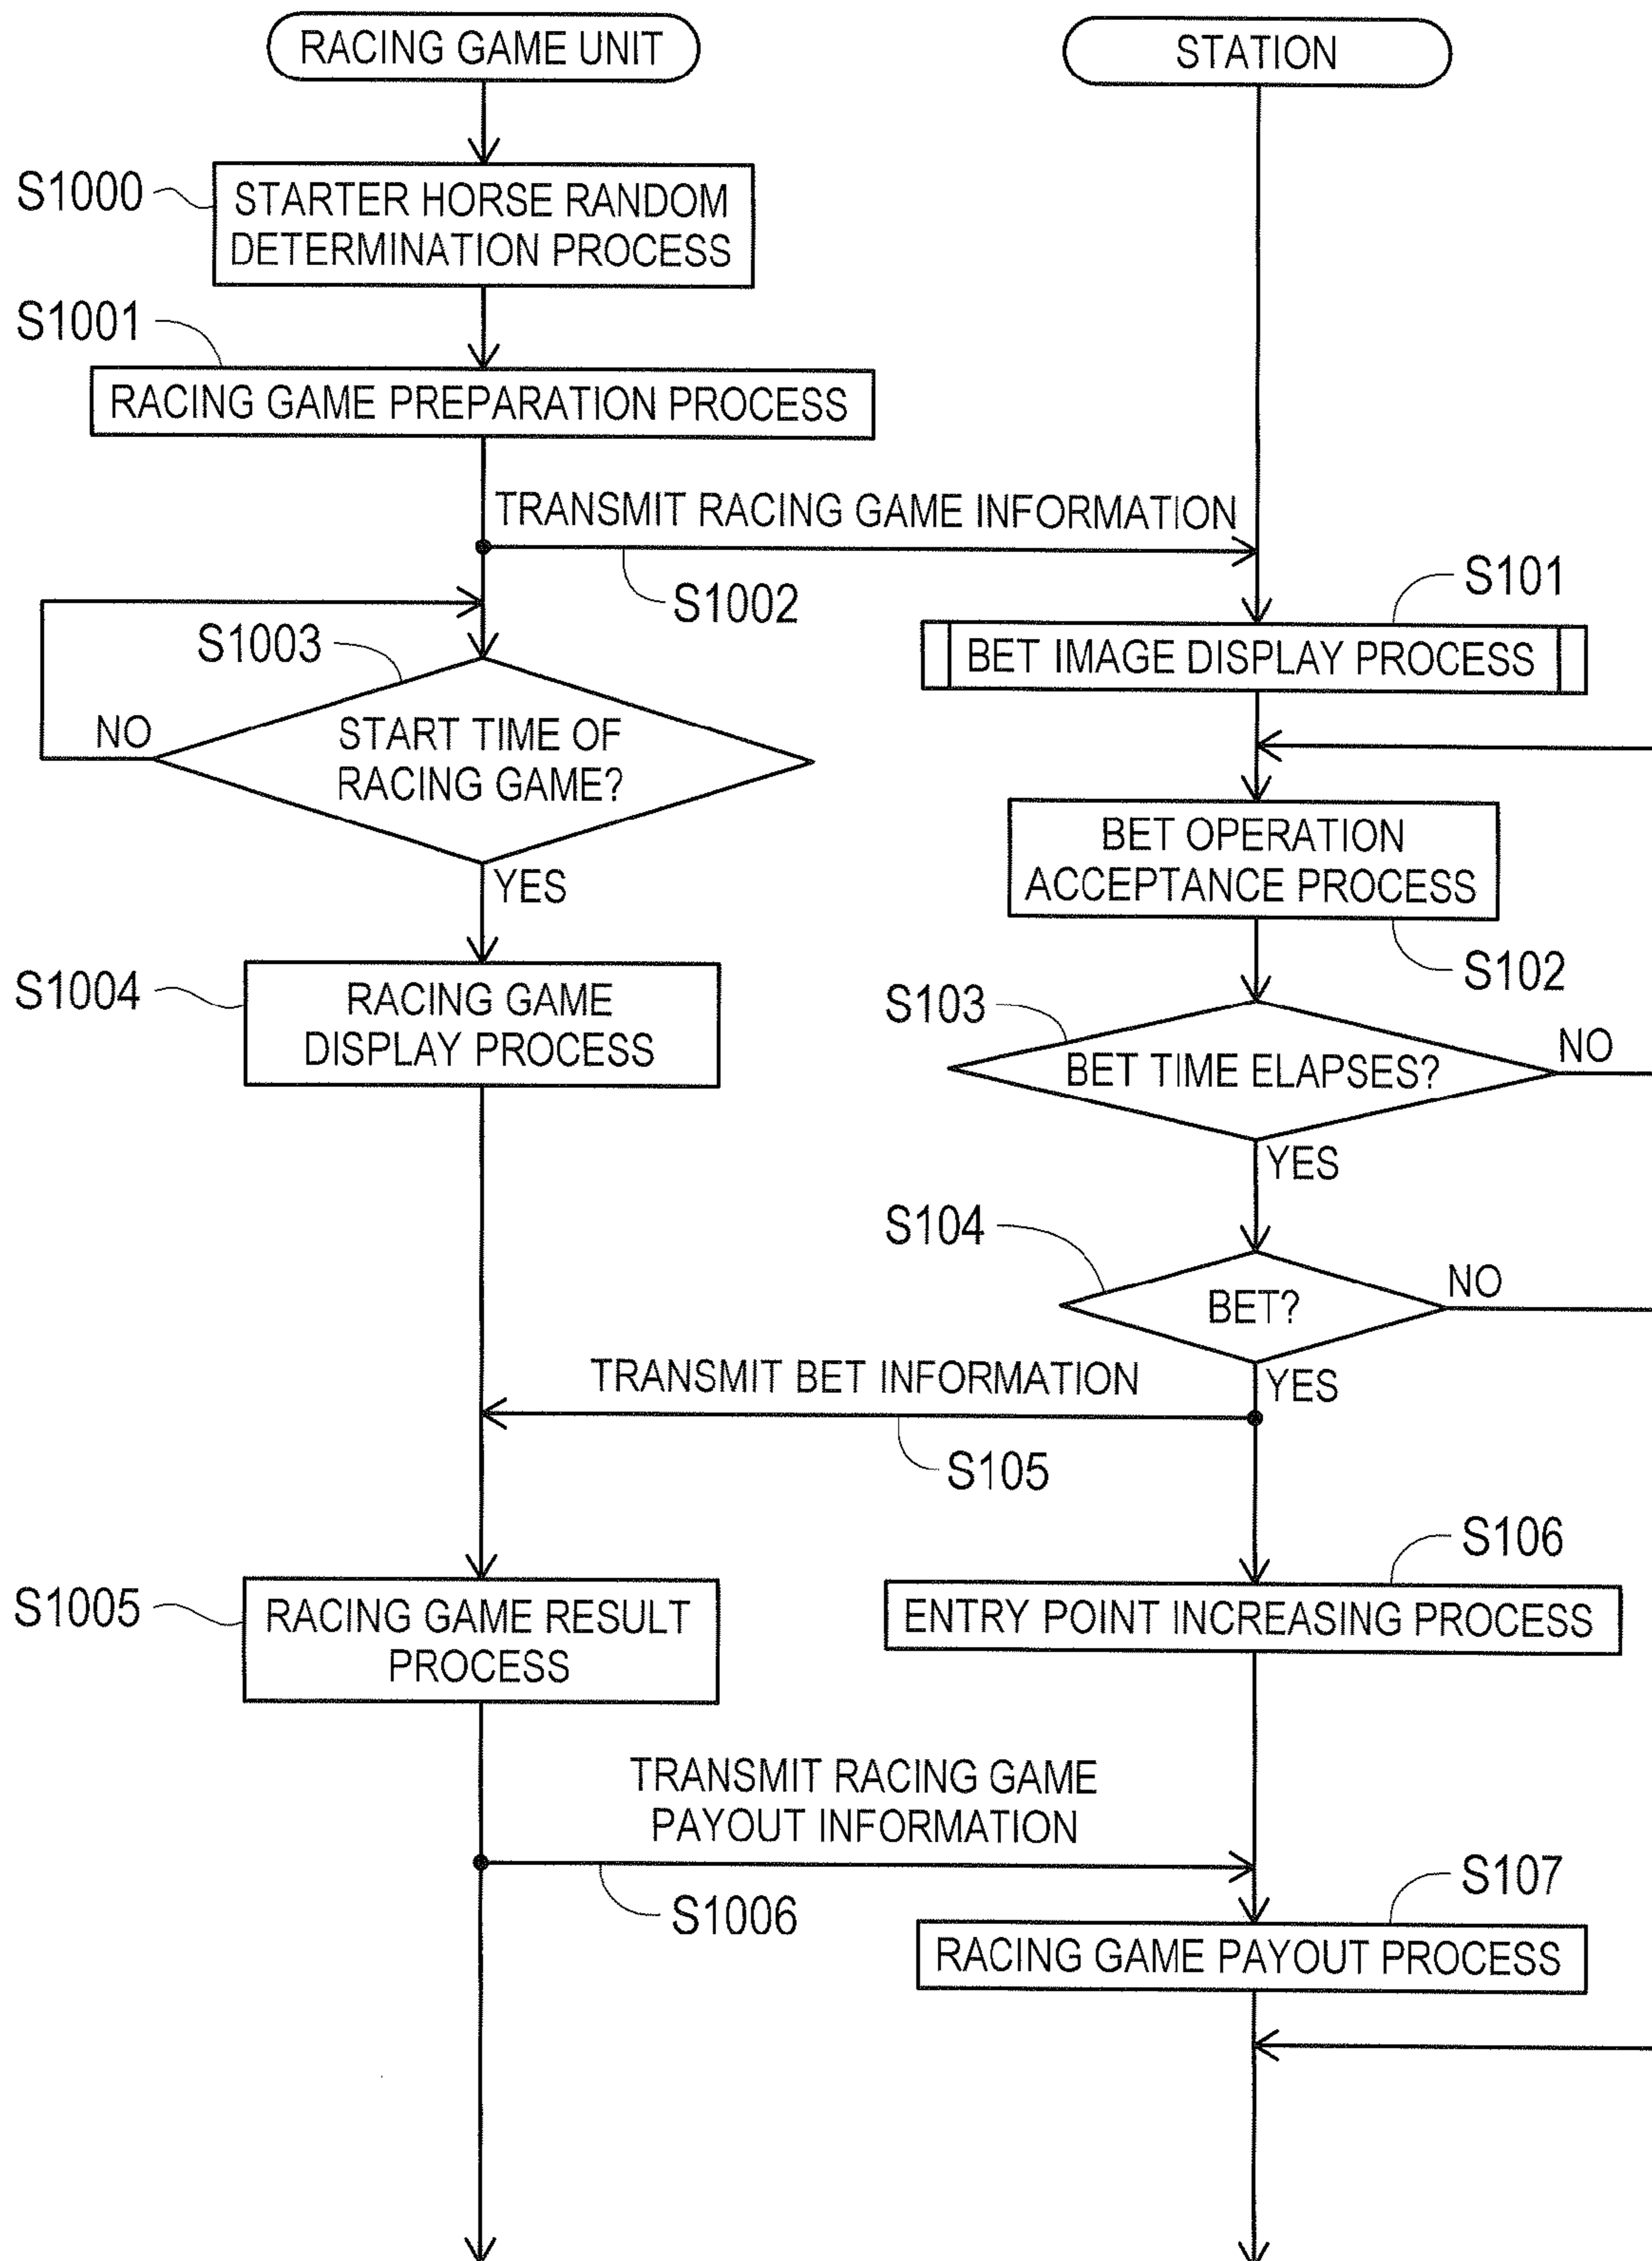 RACING GAME UNIT
STATION
S1000
STARTER HORSE RANDOM
DETERMINATION PROCESS
S1001
RACING GAME PREPARATION PROCESS
TRANSMIT RACING GAME INFORMATION
S1002
S101
BET IMAGE DISPLAY PROCESS
S1003
NO
START TIME OF
RACING GAME?
YES
BET OPERATION
ACCEPTANCE PROCESS
S102
S1004
RACING GAME
DISPLAY PROCESS
S103
BET TIME ELAPSES?
NO
YES
S104
BET?
NO
YES
TRANSMIT BET INFORMATION
S105
S106
ENTRY POINT INCREASING PROCESS
S1005
RACING GAME RESULT
PROCESS
TRANSMIT RACING GAME
PAYOUT INFORMATION
S1006
S107
RACING GAME PAYOUT PROCESS